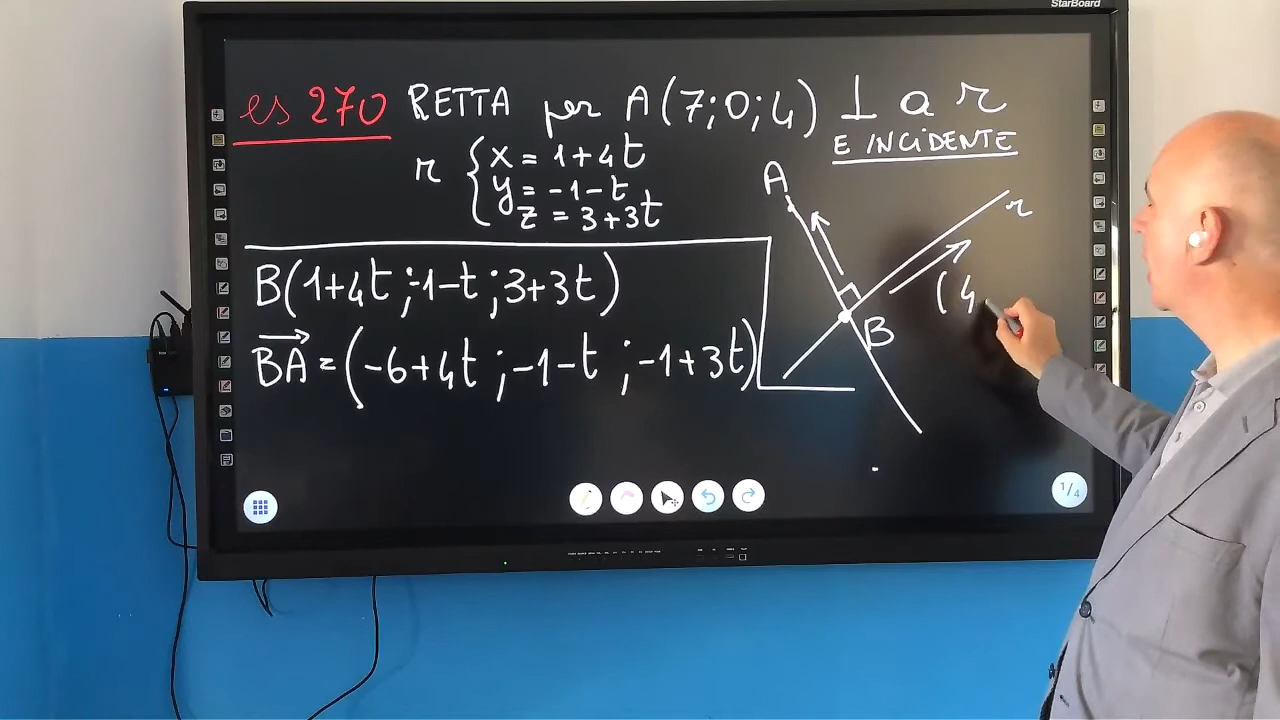 StarBoard
es 270 RETTA per A(7;0;4) ⊥ a r
E INCIDENTE
r { x = 1+4t
y = -1-t
z = 3+3t
A
r
B(1+4t;-1-t;3+3t)
(4
B
BA = (-6+4t;-1-t;-1+3t)
1/4